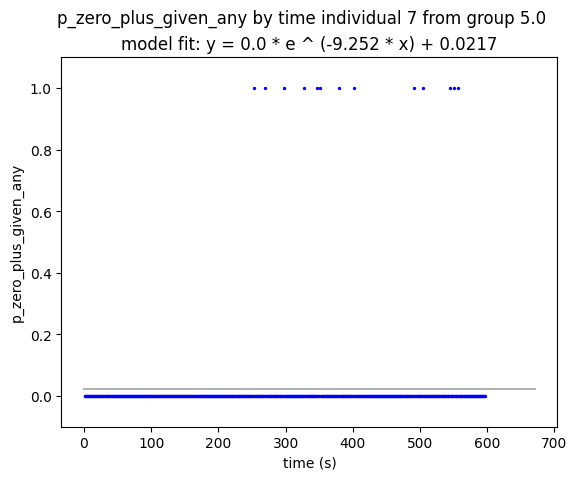 p_zero_plus_given_any by time individual 7 from group 5.0
model fit: y = 0.0 * e ^ (-9.252 * x) + 0.0217
p_zero_plus_given_any
1.0
0.8
0.6
0.4
0.2
0.0
0 100 200 300 400 500 600 700
time (s)